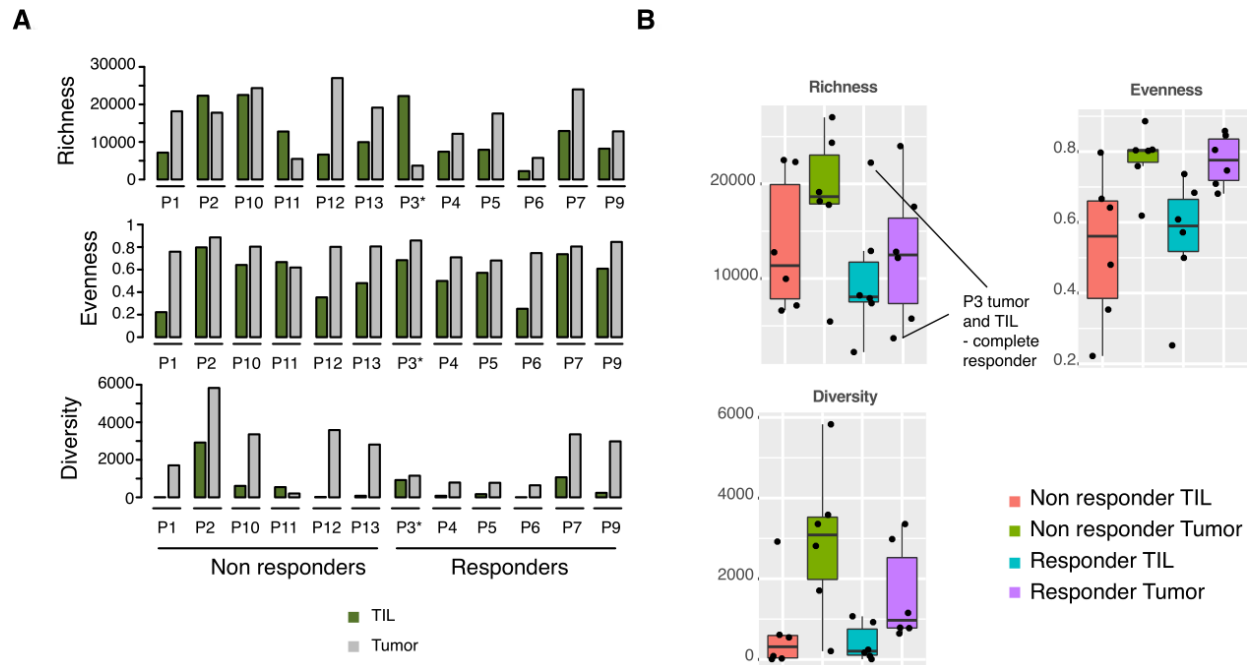 A
B
Richness
30000
20000
10000
0
P1 P2 P10 P11 P12 P13 P3* P4 P5 P6 P7 P9
Evenness
1
0.8
0.6
0.4
0.2
0
P1 P2 P10 P11 P12 P13 P3* P4 P5 P6 P7 P9
Diversity
6000
4000
2000
0
P1 P2 P10 P11 P12 P13 P3* P4 P5 P6 P7 P9
Non responders Responders
TIL
Tumor
Richness
20000
10000
P3 tumor
and TIL
- complete
responder
Evenness
0.8
0.6
0.4
0.2
Diversity
6000
4000
2000
0
Non responder TIL
Non responder Tumor
Responder TIL
Responder Tumor